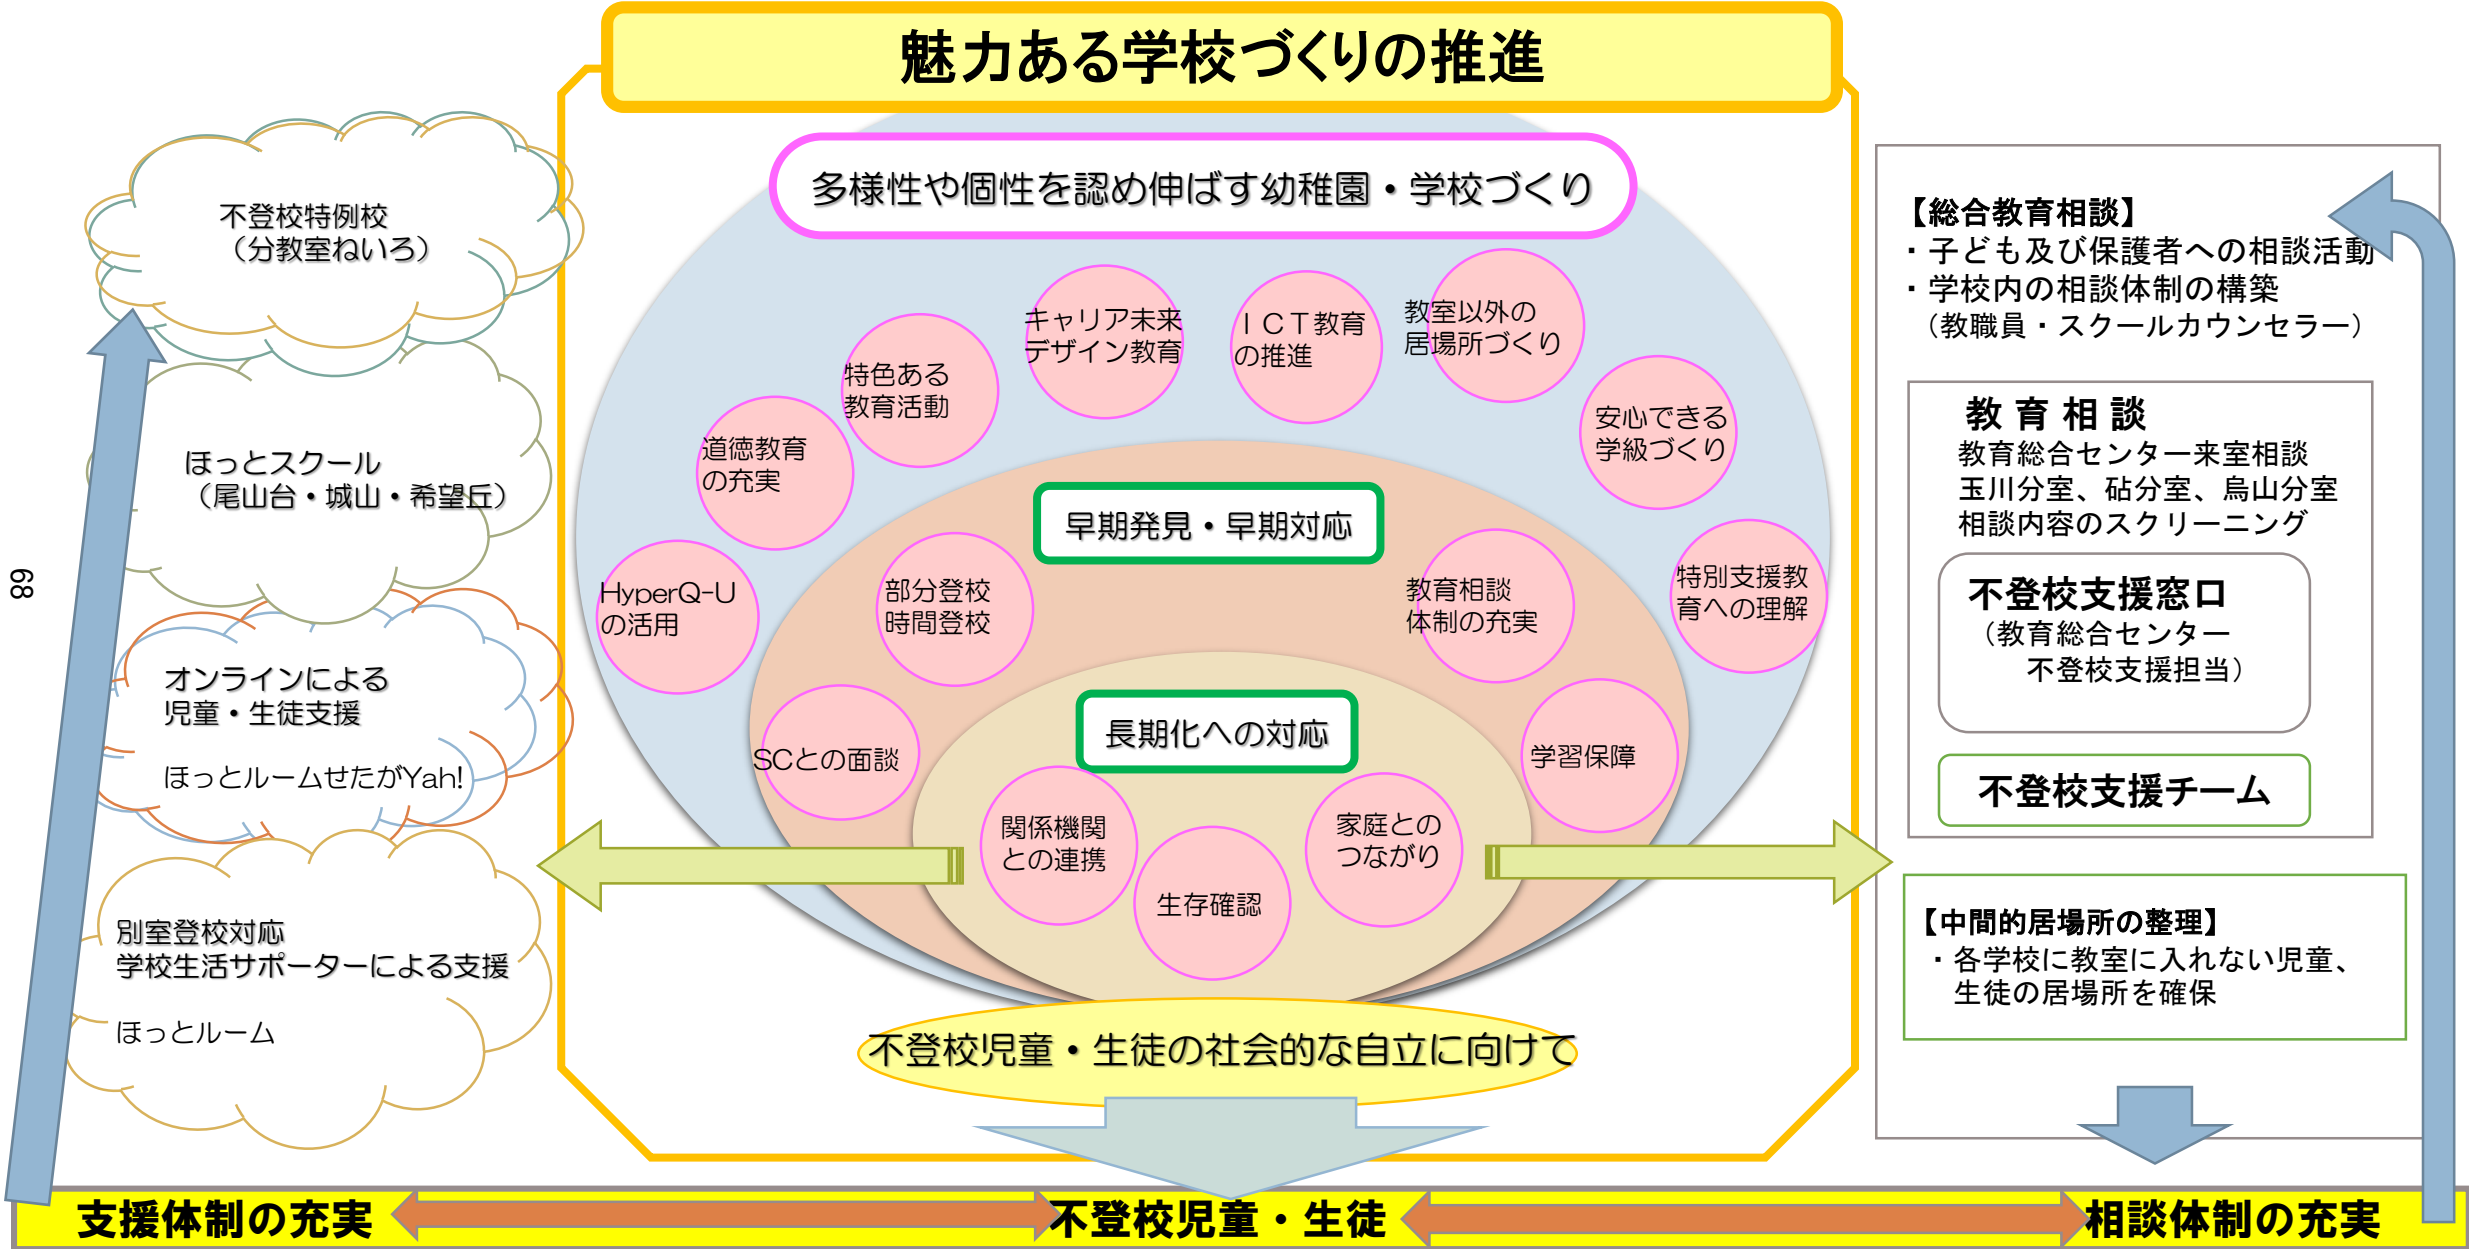 魅力ある学校づくりの推進
多様性や個性を認め伸ばす幼稚園・学校づくり
キャリア未来
デザイン教育
ＩＣＴ教育
の推進
教室以外の
居場所づくり
特色ある
教育活動
安心できる
学級づくり
道徳教育
の充実
HyperQ-U
の活用
特別支援教
育への理解
早期発見・早期対応
部分登校
時間登校
教育相談
体制の充実
SCとの面談
学習保障
長期化への対応
関係機関
との連携
生存確認
家庭との
つながり
不登校児童・生徒の社会的な自立に向けて
不登校特例校
（分教室ねいろ）
ほっとスクール
（尾山台・城山・希望丘）
オンラインによる
児童・生徒支援
ほっとルームせたがYah!
別室登校対応
学校生活サポーターによる支援
ほっとルーム
68
【総合教育相談】
・子ども及び保護者への相談活動
・学校内の相談体制の構築
（教職員・スクールカウンセラー）
教育相談
教育総合センター来室相談
玉川分室、砧分室、烏山分室
相談内容のスクリーニング
不登校支援窓口
（教育総合センター
不登校支援担当）
不登校支援チーム
【中間的居場所の整理】
・各学校に教室に入れない児童、
生徒の居場所を確保
支援体制の充実
不登校児童・生徒
相談体制の充実